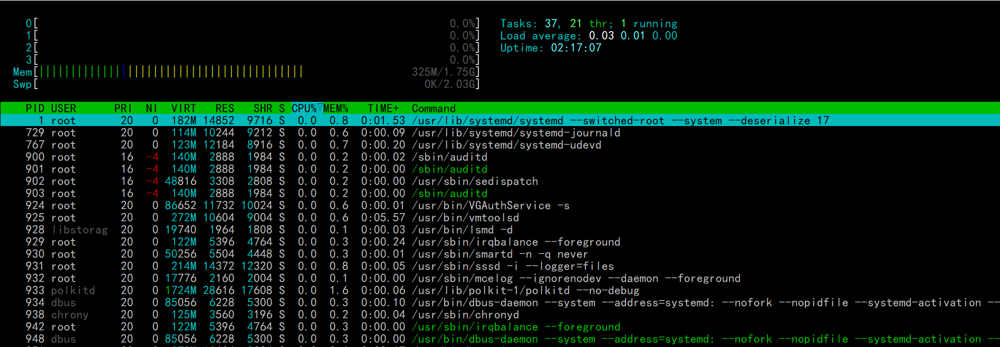 0[ 0.0%] Tasks: 37, 21 thr; 1 running
1[ 0.0%] Load average: 0.03 0.01 0.00
2[ 0.0%] Uptime: 02:17:07
3[ 0.0%]
Mem[|||||||||||||||||||||||||||||||||||||||||| 325M/1.75G]
Swp[ 0K/2.03G]
PID USER PRI NI VIRT RES SHR S CPU%▽MEM% TIME+ Command
1 root 20 0 182M 14852 9716 S 0.0 0.8 0:01.53 /usr/lib/systemd/systemd --switched-root --system --deserialize 17
729 root 20 0 114M 10244 9212 S 0.0 0.6 0:00.09 /usr/lib/systemd/systemd-journald
767 root 20 0 123M 12184 8916 S 0.0 0.7 0:00.20 /usr/lib/systemd/systemd-udevd
900 root 16 -4 140M 2888 1984 S 0.0 0.2 0:00.02 /sbin/auditd
901 root 16 -4 140M 2888 1984 S 0.0 0.2 0:00.00 /sbin/auditd
902 root 16 -4 48816 3308 2808 S 0.0 0.2 0:00.00 /usr/sbin/sedispatch
903 root 16 -4 140M 2888 1984 S 0.0 0.2 0:00.00 /sbin/auditd
924 root 20 0 86652 11732 10024 S 0.0 0.6 0:00.01 /usr/bin/VGAuthService -s
925 root 20 0 272M 10604 9004 S 0.0 0.6 0:05.57 /usr/bin/vmtoolsd
928 libstorag 20 0 19740 1964 1808 S 0.0 0.1 0:00.03 /usr/bin/lsmd -d
929 root 20 0 122M 5396 4764 S 0.0 0.3 0:00.24 /usr/sbin/irqbalance --foreground
930 root 20 0 50256 5504 4448 S 0.0 0.3 0:00.01 /usr/sbin/smartd -n -q never
931 root 20 0 214M 14372 12320 S 0.0 0.8 0:00.05 /usr/sbin/sssd -i --logger=files
932 root 20 0 17776 2160 2004 S 0.0 0.1 0:00.00 /usr/sbin/mcelog --ignorenodev --daemon --foreground
933 polkitd 20 0 1724M 28616 17608 S 0.0 1.6 0:00.06 /usr/lib/polkit-1/polkitd --no-debug
934 dbus 20 0 85056 6228 5300 S 0.0 0.3 0:00.10 /usr/bin/dbus-daemon --system --address=systemd: --nofork --nopidfile --systemd-activation --
938 chrony 20 0 125M 3560 3196 S 0.0 0.2 0:00.04 /usr/sbin/chronyd
942 root 20 0 122M 5396 4764 S 0.0 0.3 0:00.00 /usr/sbin/irqbalance --foreground
948 dbus 20 0 85056 6228 5300 S 0.0 0.3 0:00.00 /usr/bin/dbus-daemon --system --address=systemd: --nofork --nopidfile --systemd-activation --